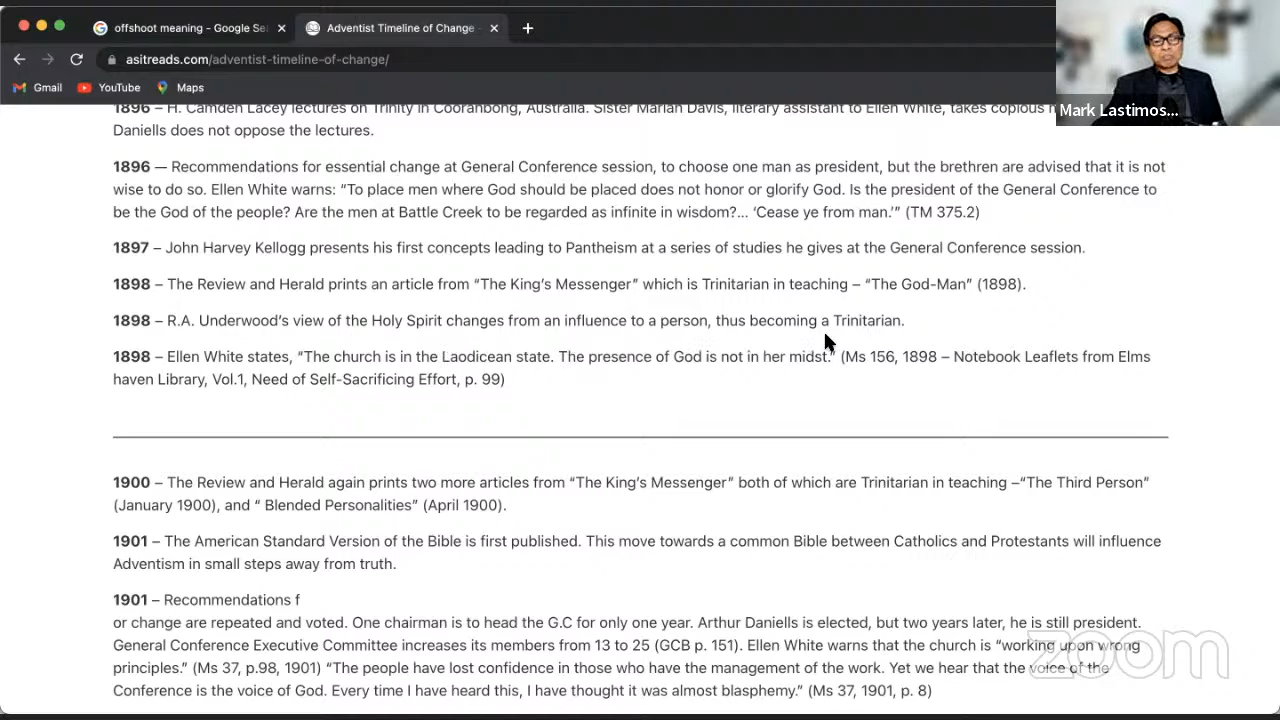 offshoot meaning - Google Se
Adventist Timeline of Change
asitreads.com/adventist-timeline-of-change/
Gmail YouTube Maps
Mark Lastimos...
1896 – H. Camden Lacey lectures on Trinity in Cooranbong, Australia. Sister Marian Davis, literary assistant to Ellen White, takes copious
Daniells does not oppose the lectures.
1896 — Recommendations for essential change at General Conference session, to choose one man as president, but the brethren are advised that it is not
wise to do so. Ellen White warns: “To place men where God should be placed does not honor or glorify God. Is the president of the General Conference to
be the God of the people? Are the men at Battle Creek to be regarded as infinite in wisdom?... ‘Cease ye from man.’” (TM 375.2)
1897 – John Harvey Kellogg presents his first concepts leading to Pantheism at a series of studies he gives at the General Conference session.
1898 – The Review and Herald prints an article from “The King’s Messenger” which is Trinitarian in teaching – “The God-Man” (1898).
1898 – R.A. Underwood’s view of the Holy Spirit changes from an influence to a person, thus becoming a Trinitarian.
1898 – Ellen White states, “The church is in the Laodicean state. The presence of God is not in her midst.” (Ms 156, 1898 – Notebook Leaflets from Elms
haven Library, Vol.1, Need of Self-Sacrificing Effort, p. 99)
1900 – The Review and Herald again prints two more articles from “The King’s Messenger” both of which are Trinitarian in teaching –“The Third Person”
(January 1900), and “ Blended Personalities” (April 1900).
1901 – The American Standard Version of the Bible is first published. This move towards a common Bible between Catholics and Protestants will influence
Adventism in small steps away from truth.
1901 – Recommendations f
or change are repeated and voted. One chairman is to head the G.C for only one year. Arthur Daniells is elected, but two years later, he is still president.
General Conference Executive Committee increases its members from 13 to 25 (GCB p. 151). Ellen White warns that the church is “working upon wrong
principles.” (Ms 37, p.98, 1901) “The people have lost confidence in those who have the management of the work. Yet we hear that the voice of the
Conference is the voice of God. Every time I have heard this, I have thought it was almost blasphemy.” (Ms 37, 1901, p. 8)
zoom